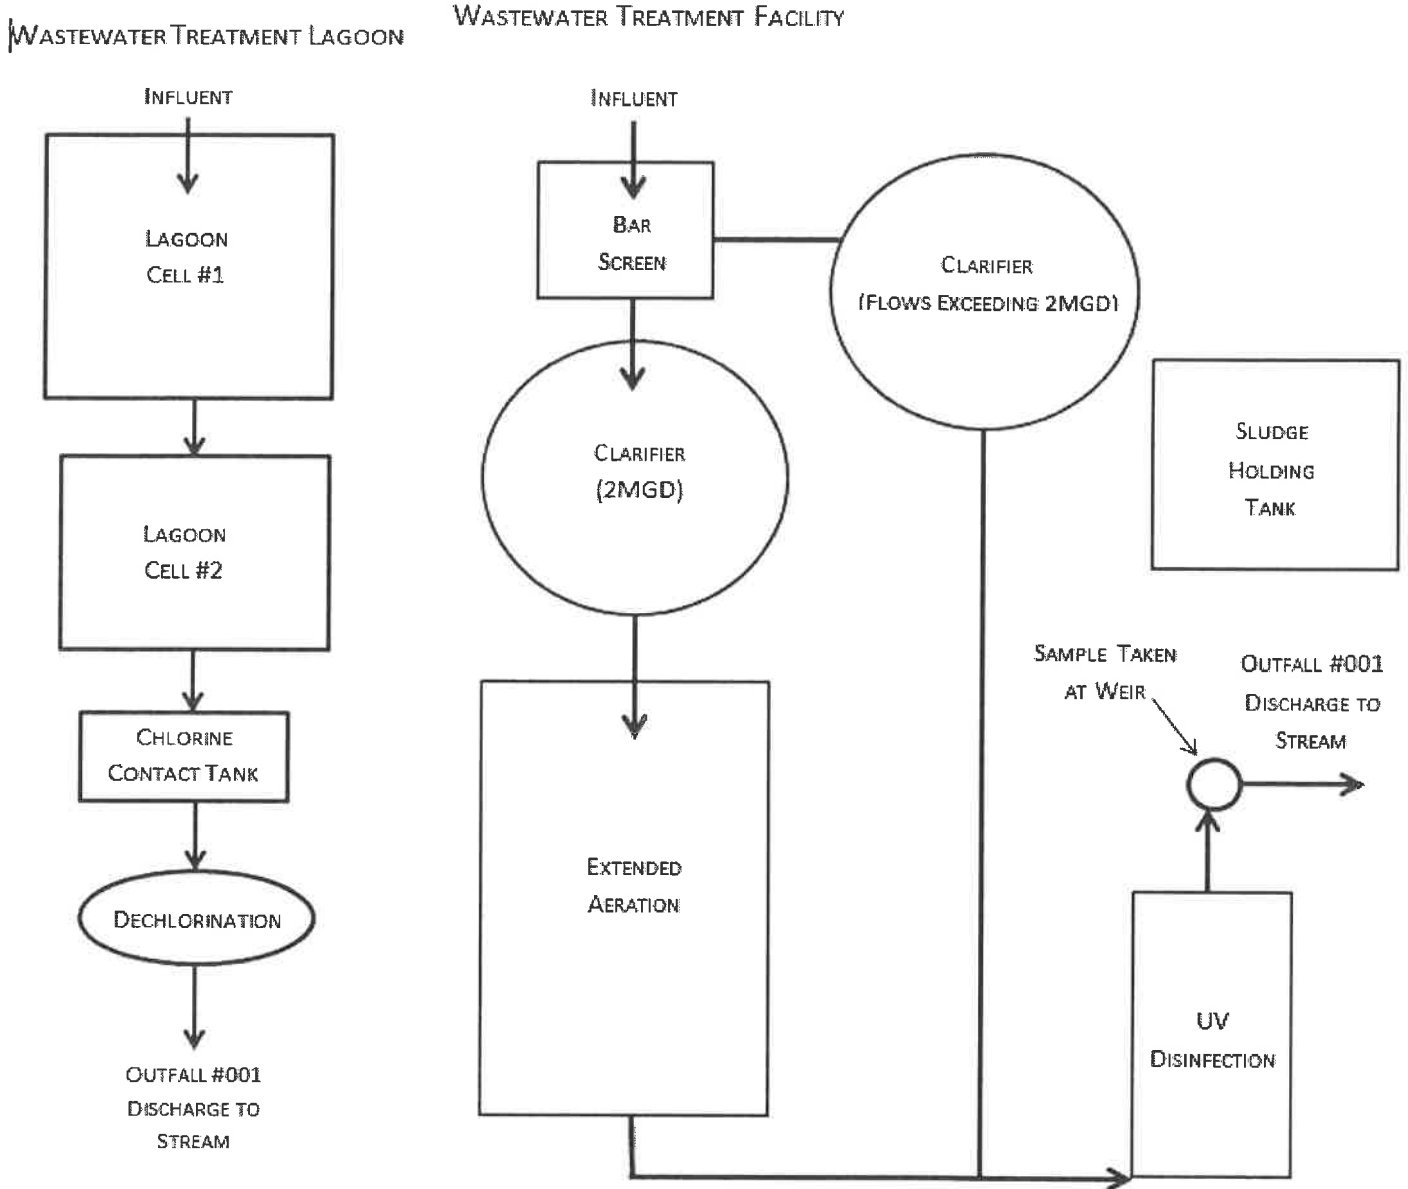 WASTEWATER TREATMENT LAGOON
INFLUENT
LAGOON
CELL #1
LAGOON
CELL #2
CHLORINE
CONTACT TANK
DECHLORINATION
OUTFALL #001
DISCHARGE TO
STREAM
WASTEWATER TREATMENT FACILITY
INFLUENT
BAR
SCREEN
CLARIFIER
(FLOWS EXCEEDING 2MGD)
CLARIFIER
(2MGD)
EXTENDED
AERATION
SLUDGE
HOLDING
TANK
SAMPLE TAKEN
AT WEIR
OUTFALL #001
DISCHARGE TO
STREAM
UV
DISINFECTION